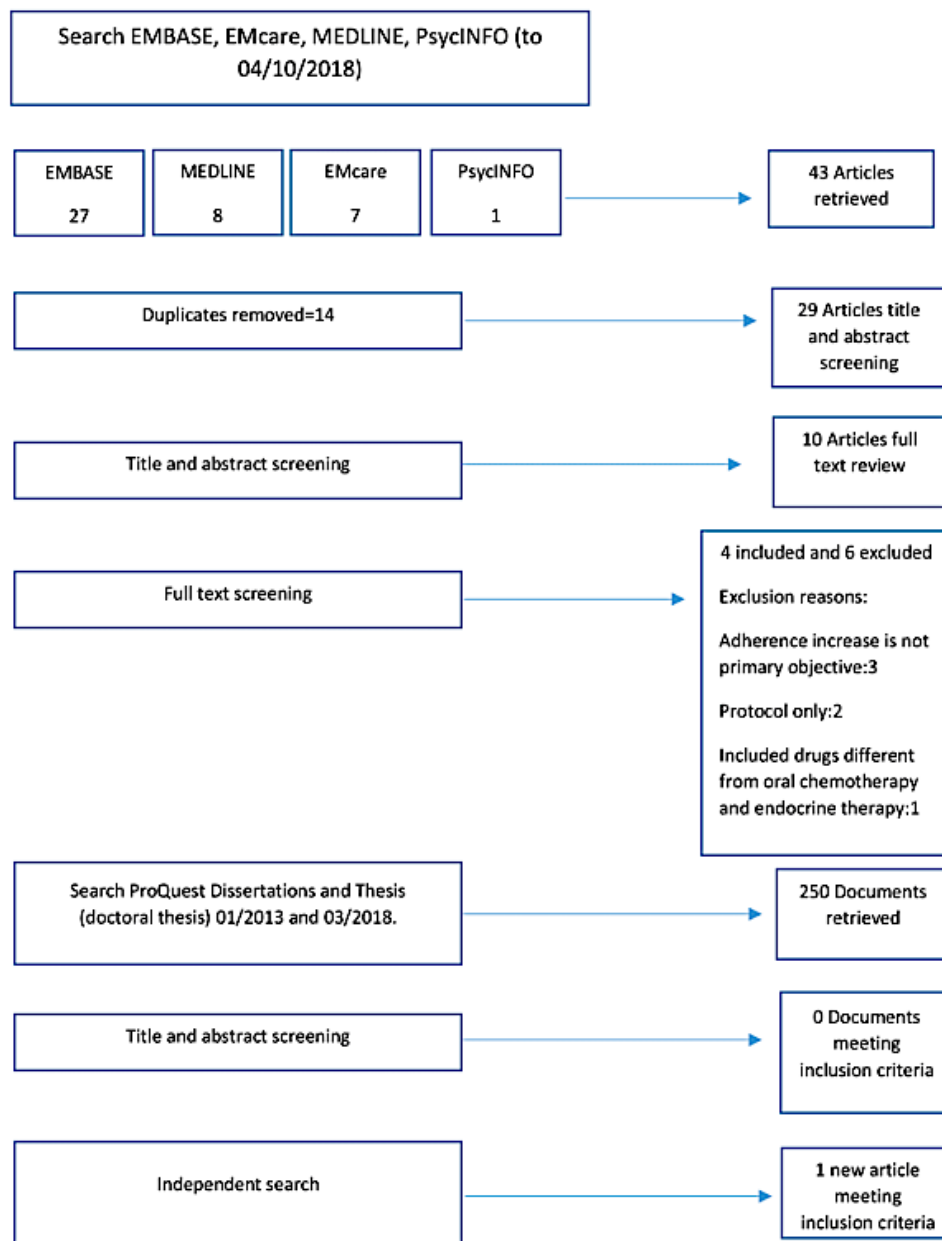 Search EMBASE, EMcare, MEDLINE, PsycINFO (to
04/10/2018)
EMBASE
27
MEDLINE
8
EMcare
7
PsycINFO
1
43 Articles
retrieved
Duplicates removed=14
29 Articles title
and abstract
screening
Title and abstract screening
10 Articles full
text review
Full text screening
4 included and 6 excluded
Exclusion reasons:
Adherence increase is not
primary objective:3
Protocol only:2
Included drugs different
from oral chemotherapy
and endocrine therapy:1
Search ProQuest Dissertations and Thesis
(doctoral thesis) 01/2013 and 03/2018.
250 Documents
retrieved
Title and abstract screening
0 Documents
meeting
inclusion criteria
Independent search
1 new article
meeting
inclusion criteria